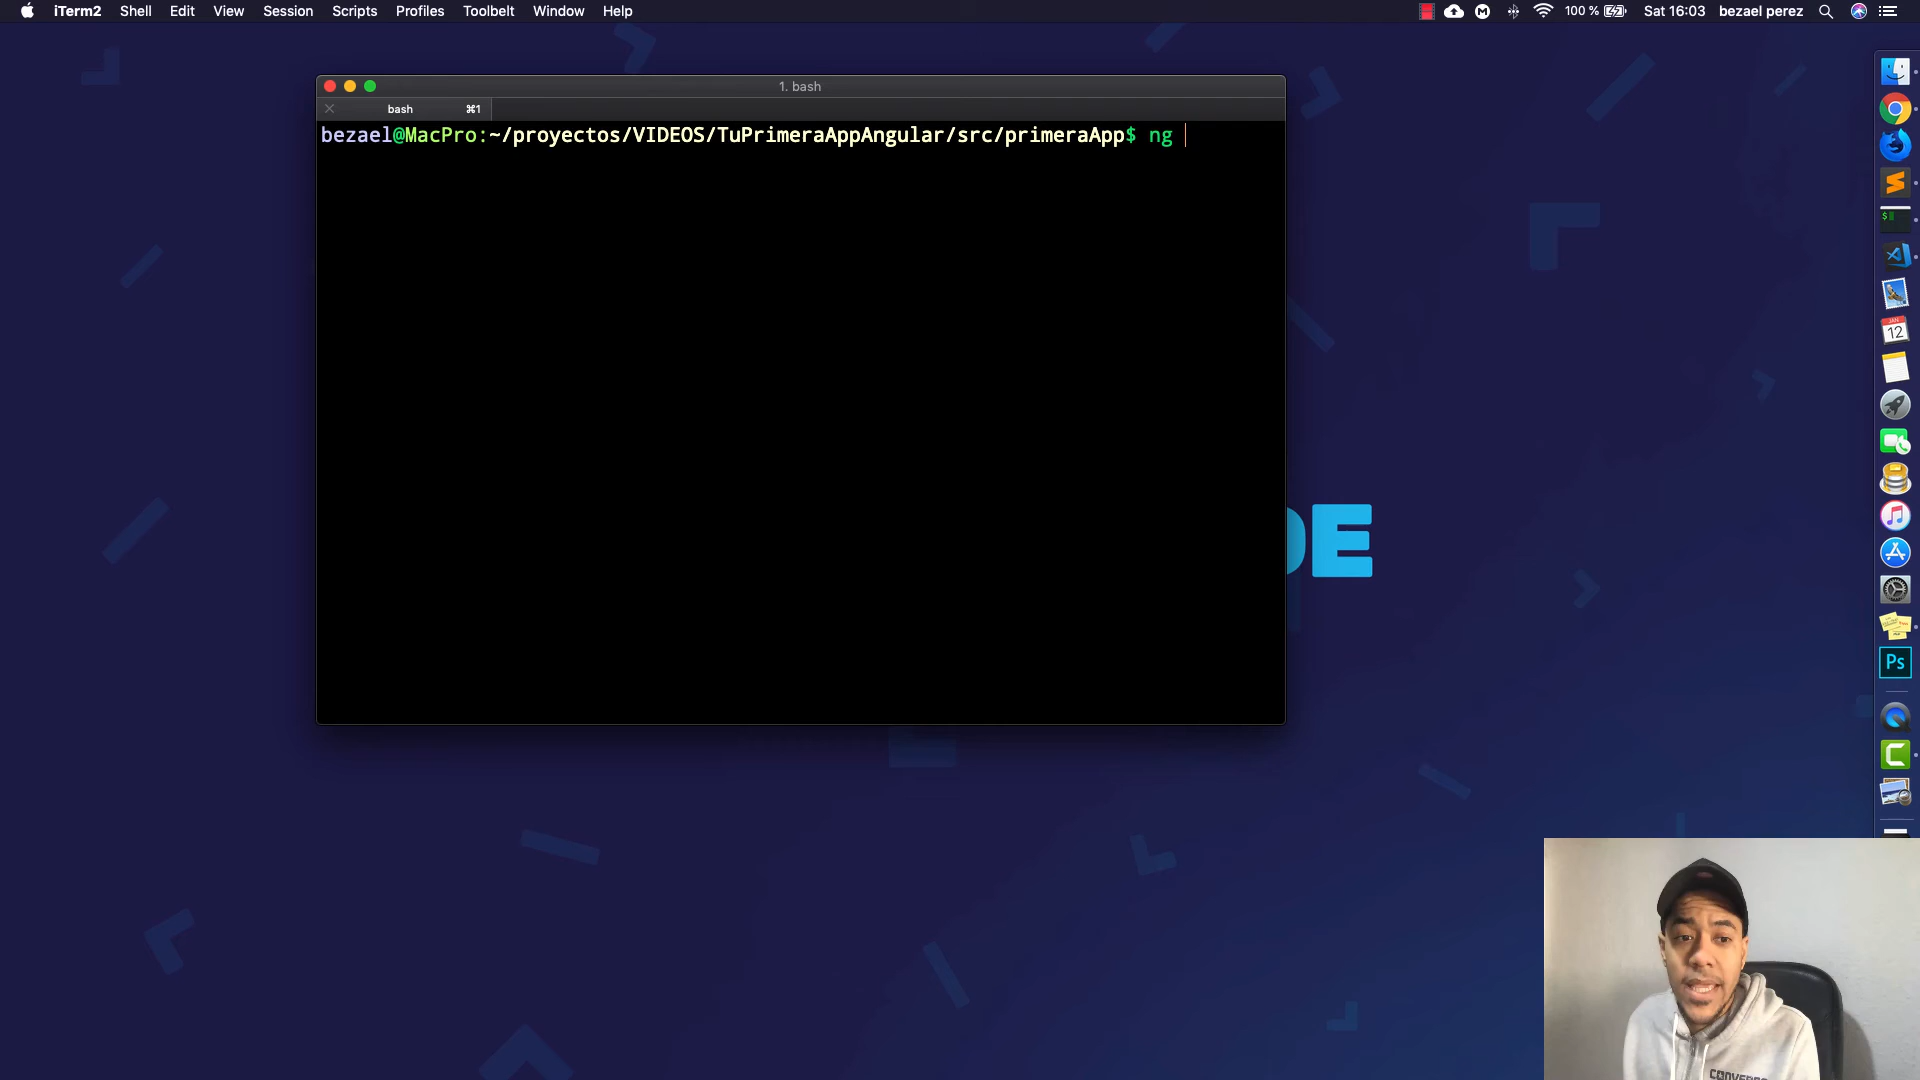 iTerm2 Shell Edit View Session Scripts Profiles Toolbelt Window Help 100 % Sat 16:03 bezael perez
1. bash
bash ⌘1
bezael@MacPro:~/proyectos/VIDEOS/TuPrimeraAppAngular/src/primeraApp$ ng
$
JAN
12
DE
Ps